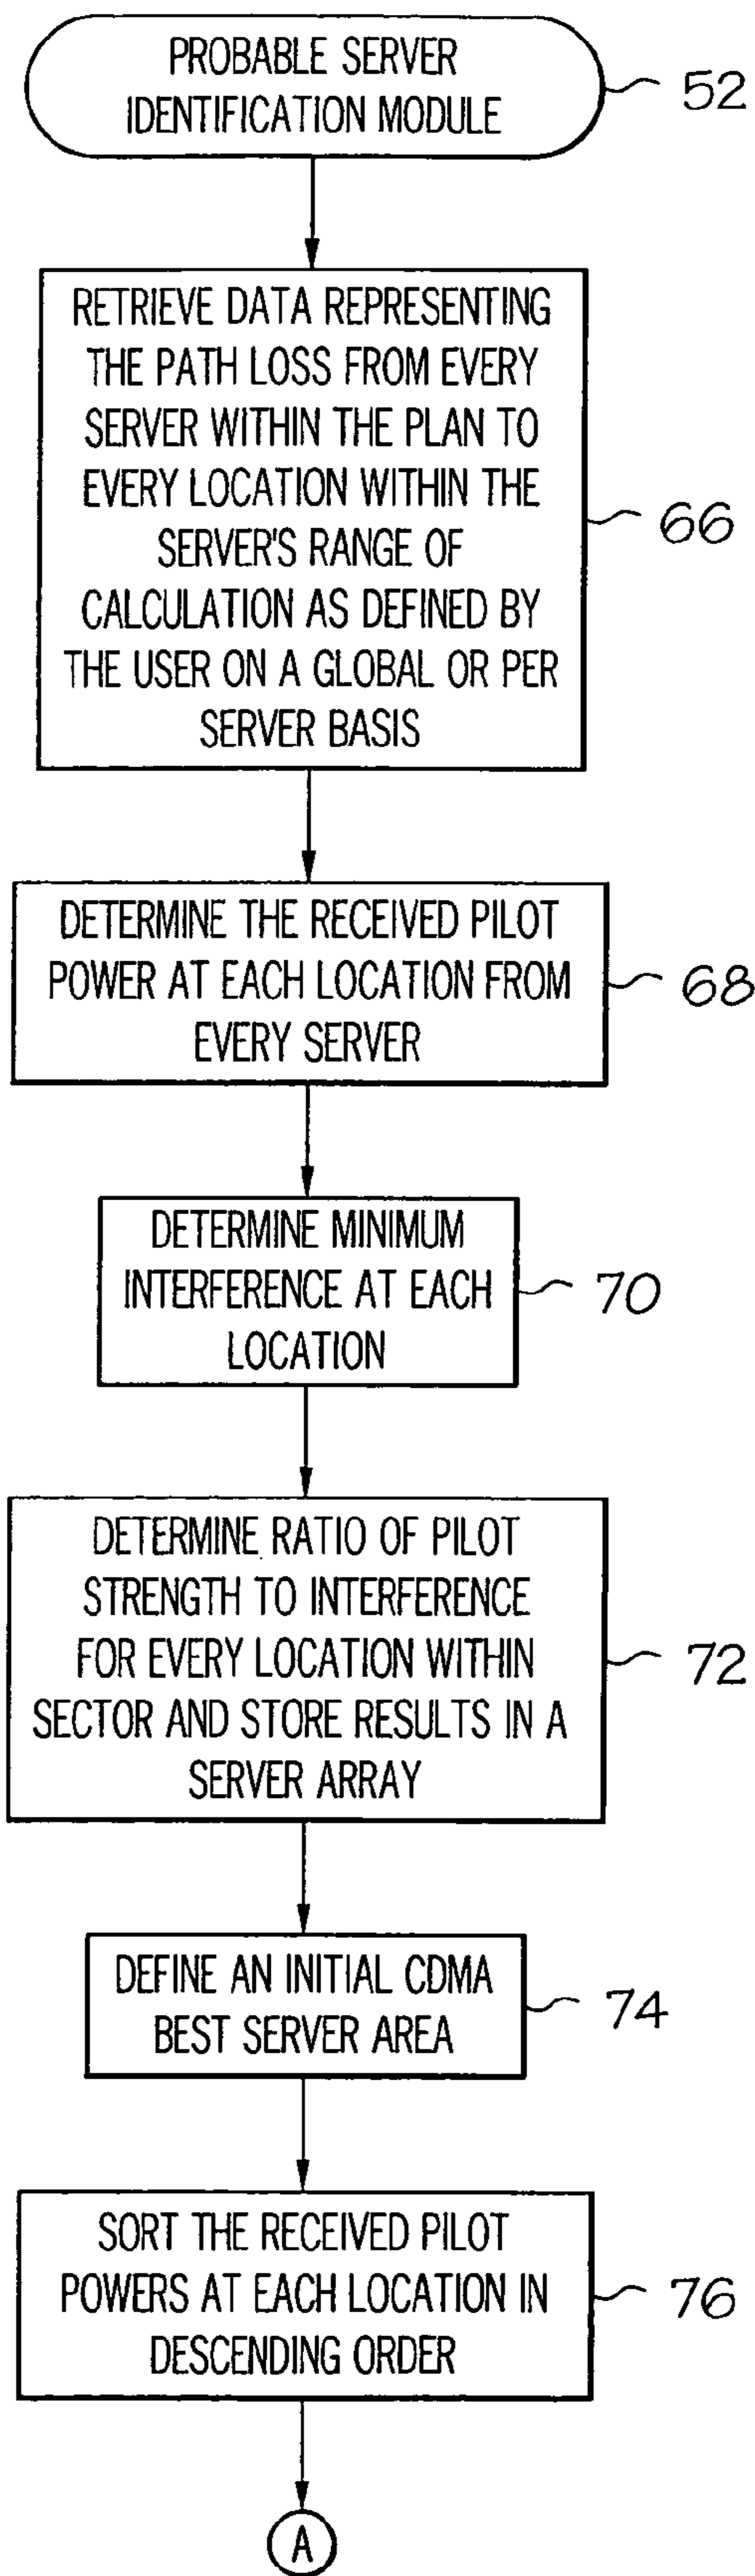 PROBABLE SERVER
IDENTIFICATION MODULE
52
RETRIEVE DATA REPRESENTING
THE PATH LOSS FROM EVERY
SERVER WITHIN THE PLAN TO
EVERY LOCATION WITHIN THE
SERVER'S RANGE OF
CALCULATION AS DEFINED BY
THE USER ON A GLOBAL OR PER
SERVER BASIS
66
DETERMINE THE RECEIVED PILOT
POWER AT EACH LOCATION FROM
EVERY SERVER
68
DETERMINE MINIMUM
INTERFERENCE AT EACH
LOCATION
70
DETERMINE RATIO OF PILOT
STRENGTH TO INTERFERENCE
FOR EVERY LOCATION WITHIN
SECTOR AND STORE RESULTS IN A
SERVER ARRAY
72
DEFINE AN INITIAL CDMA
BEST SERVER AREA
74
SORT THE RECEIVED PILOT
POWERS AT EACH LOCATION IN
DESCENDING ORDER
76
A